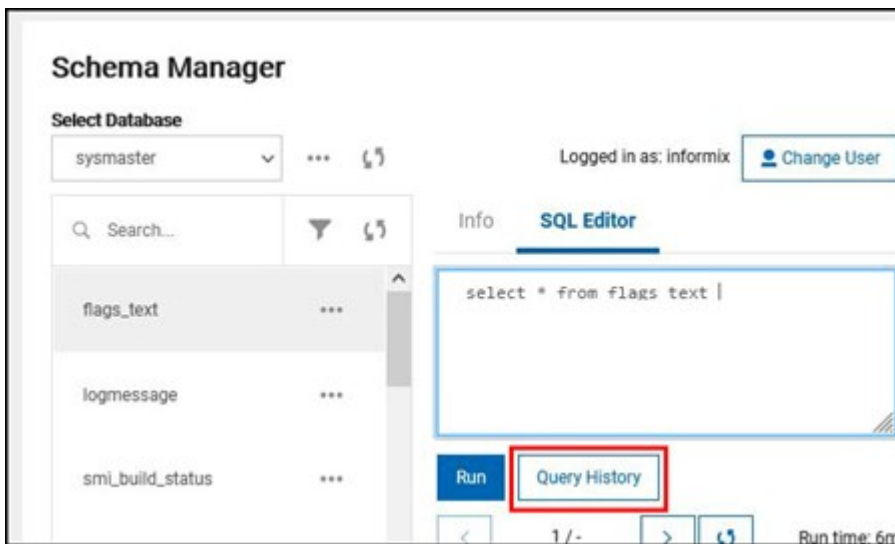 Schema Manager
Select Database
sysmaster
Logged in as: informix
Change User
Search...
Info
SQL Editor
flags_text
logmessage
smi_build_status
select * from flags text
Run
Query History
1 / -
Run time: 6m